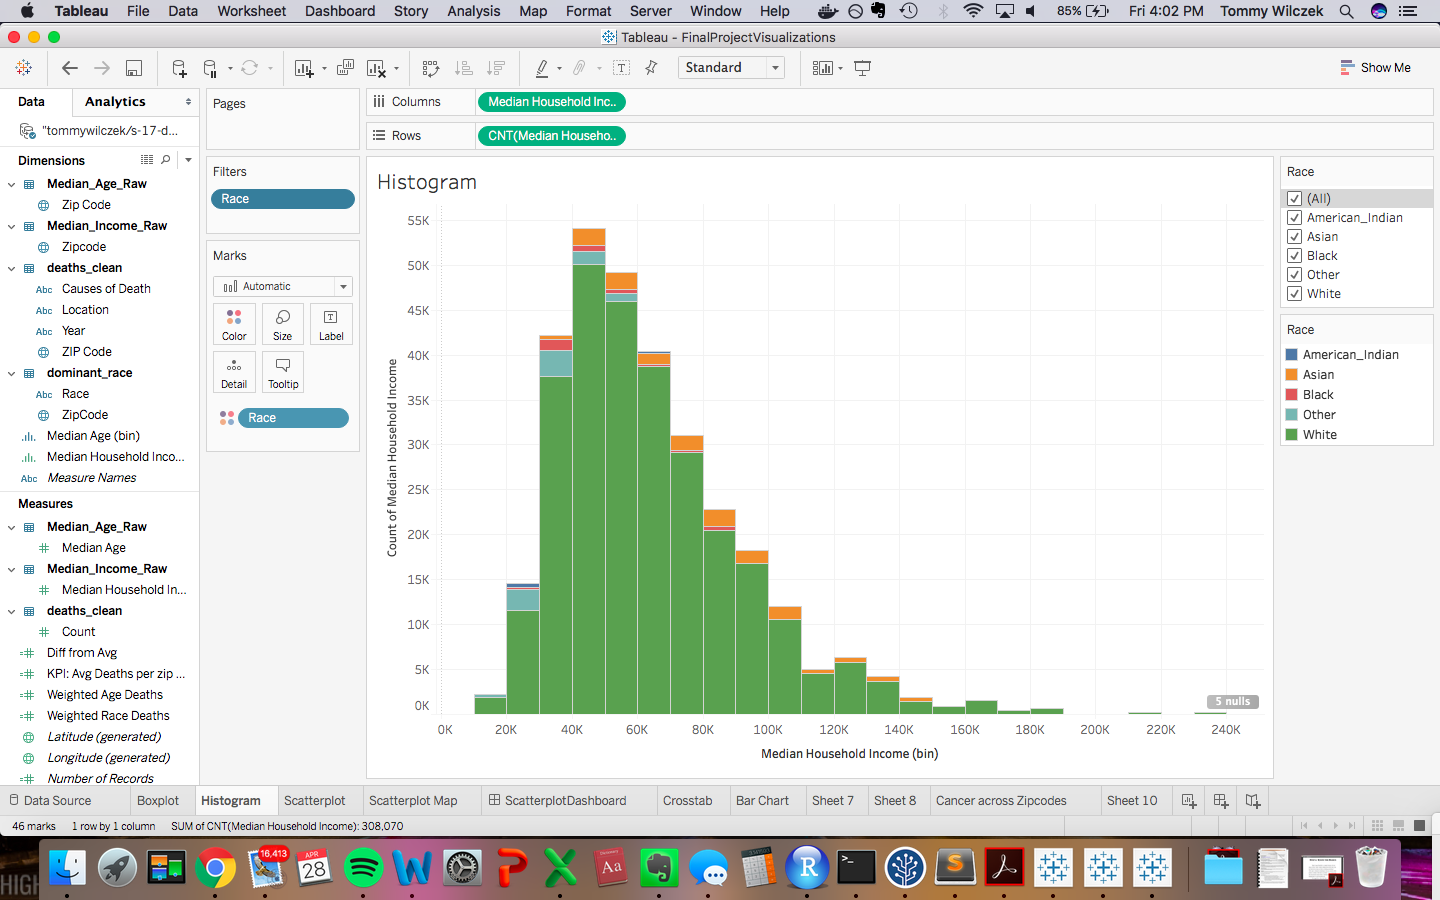 Tableau File Data Worksheet Dashboard Story Analysis Map Format Server Window Help 85% Fri 4:02 PM Tommy Wilczek
Tableau - FinalProjectVisualizations
Standard Show Me
Data Analytics
"tommywilczek/s-17-d...
Dimensions
Median_Age_Raw
Zip Code
Median_Income_Raw
Zipcode
deaths_clean
Abc Causes of Death
Abc Location
Abc Year
ZIP Code
dominant_race
Abc Race
ZipCode
Median Age (bin)
Median Household Inco...
Abc Measure Names
Measures
Median_Age_Raw
Median Age
Median_Income_Raw
Median Household In...
deaths_clean
Count
Diff from Avg
KPI: Avg Deaths per zip ...
Weighted Age Deaths
Weighted Race Deaths
Latitude (generated)
Longitude (generated)
Number of Records
Pages
Filters
Race
Marks
Automatic
Color Size Label
Detail Tooltip
Race
Columns Median Household Inc..
Rows CNT(Median Househo..
Histogram
Count of Median Household Income
55K
50K
45K
40K
35K
30K
25K
20K
15K
10K
5K
0K
5 nulls
0K 20K 40K 60K 80K 100K 120K 140K 160K 180K 200K 220K 240K
Median Household Income (bin)
Race
(All)
American_Indian
Asian
Black
Other
White
Race
American_Indian
Asian
Black
Other
White
Data Source Boxplot Histogram Scatterplot Scatterplot Map ScatterplotDashboard Crosstab Bar Chart Sheet 7 Sheet 8 Cancer across Zipcodes Sheet 10
46 marks 1 row by 1 column SUM of CNT(Median Household Income): 308,070
16,413
APR
28
Aa
HIGH